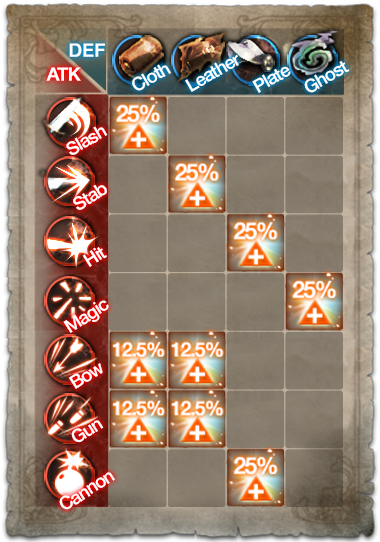 DEF
ATK
Cloth Leather Plate Ghost
Slash 25%
Stab 25%
Hit 25%
Magic 25%
Bow 12.5% 12.5%
Gun 12.5% 12.5%
Cannon 25%